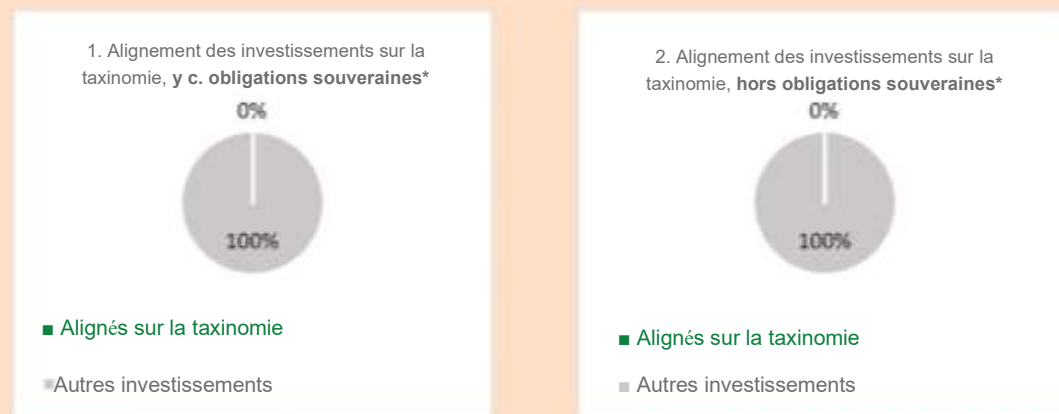 1. Alignement des investissements sur la
taxinomie, y c. obligations souveraines*
0%
100%
■ Alignés sur la taxinomie
■Autres investissements
2. Alignement des investissements sur la
taxinomie, hors obligations souveraines*
0%
100%
■ Alignés sur la taxinomie
■ Autres investissements